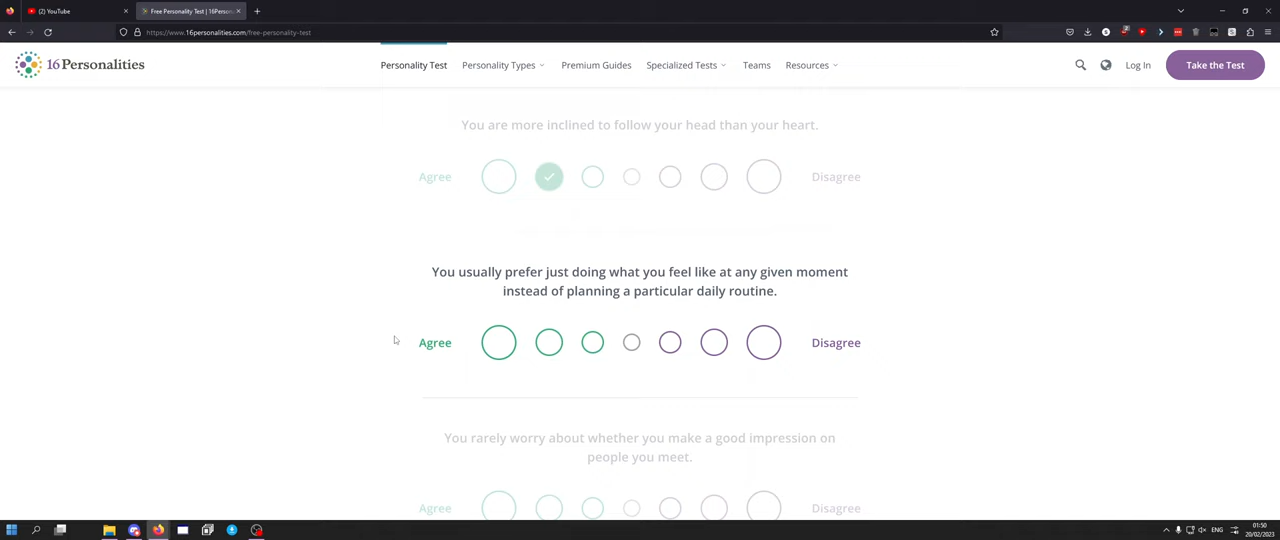 (2) YouTube
Free Personality Test | 16Person
https://www.16personalities.com/free-personality-test
2
16Personalities
Personality Test
Personality Types
Premium Guides
Specialized Tests
Teams
Resources
Log In
Take the Test
You are more inclined to follow your head than your heart.
Agree
Disagree
You usually prefer just doing what you feel like at any given moment
instead of planning a particular daily routine.
Agree
Disagree
You rarely worry about whether you make a good impression on
people you meet.
Agree
Disagree
ENG
01:50
20/02/2023